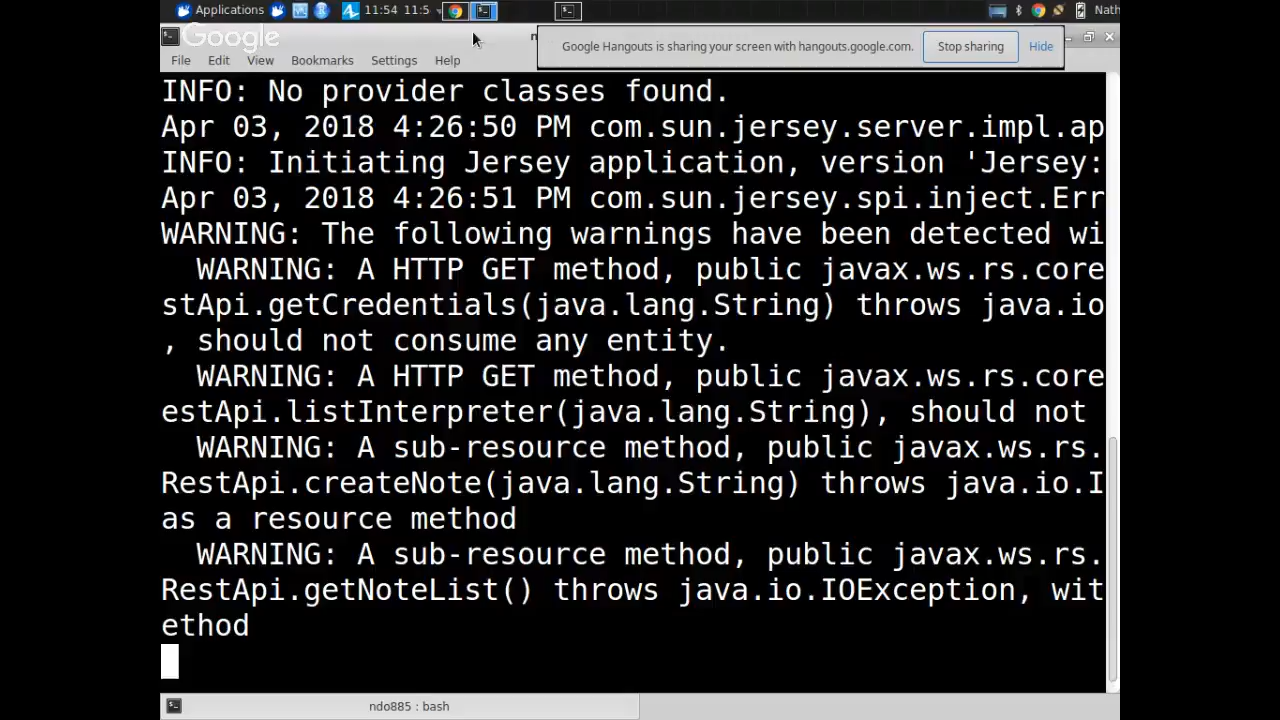 Applications
11:54 11:5
Nath
Google
n
Google Hangouts is sharing your screen with hangouts.google.com.
Stop sharing
Hide
File Edit View Bookmarks Settings Help
INFO: No provider classes found.
Apr 03, 2018 4:26:50 PM com.sun.jersey.server.impl.ap
INFO: Initiating Jersey application, version 'Jersey:
Apr 03, 2018 4:26:51 PM com.sun.jersey.spi.inject.Err
WARNING: The following warnings have been detected wi
  WARNING: A HTTP GET method, public javax.ws.rs.core
stApi.getCredentials(java.lang.String) throws java.io
, should not consume any entity.
  WARNING: A HTTP GET method, public javax.ws.rs.core
estApi.listInterpreter(java.lang.String), should not
  WARNING: A sub-resource method, public javax.ws.rs.
RestApi.createNote(java.lang.String) throws java.io.I
as a resource method
  WARNING: A sub-resource method, public javax.ws.rs.
RestApi.getNoteList() throws java.io.IOException, wit
ethod
ndo885 : bash